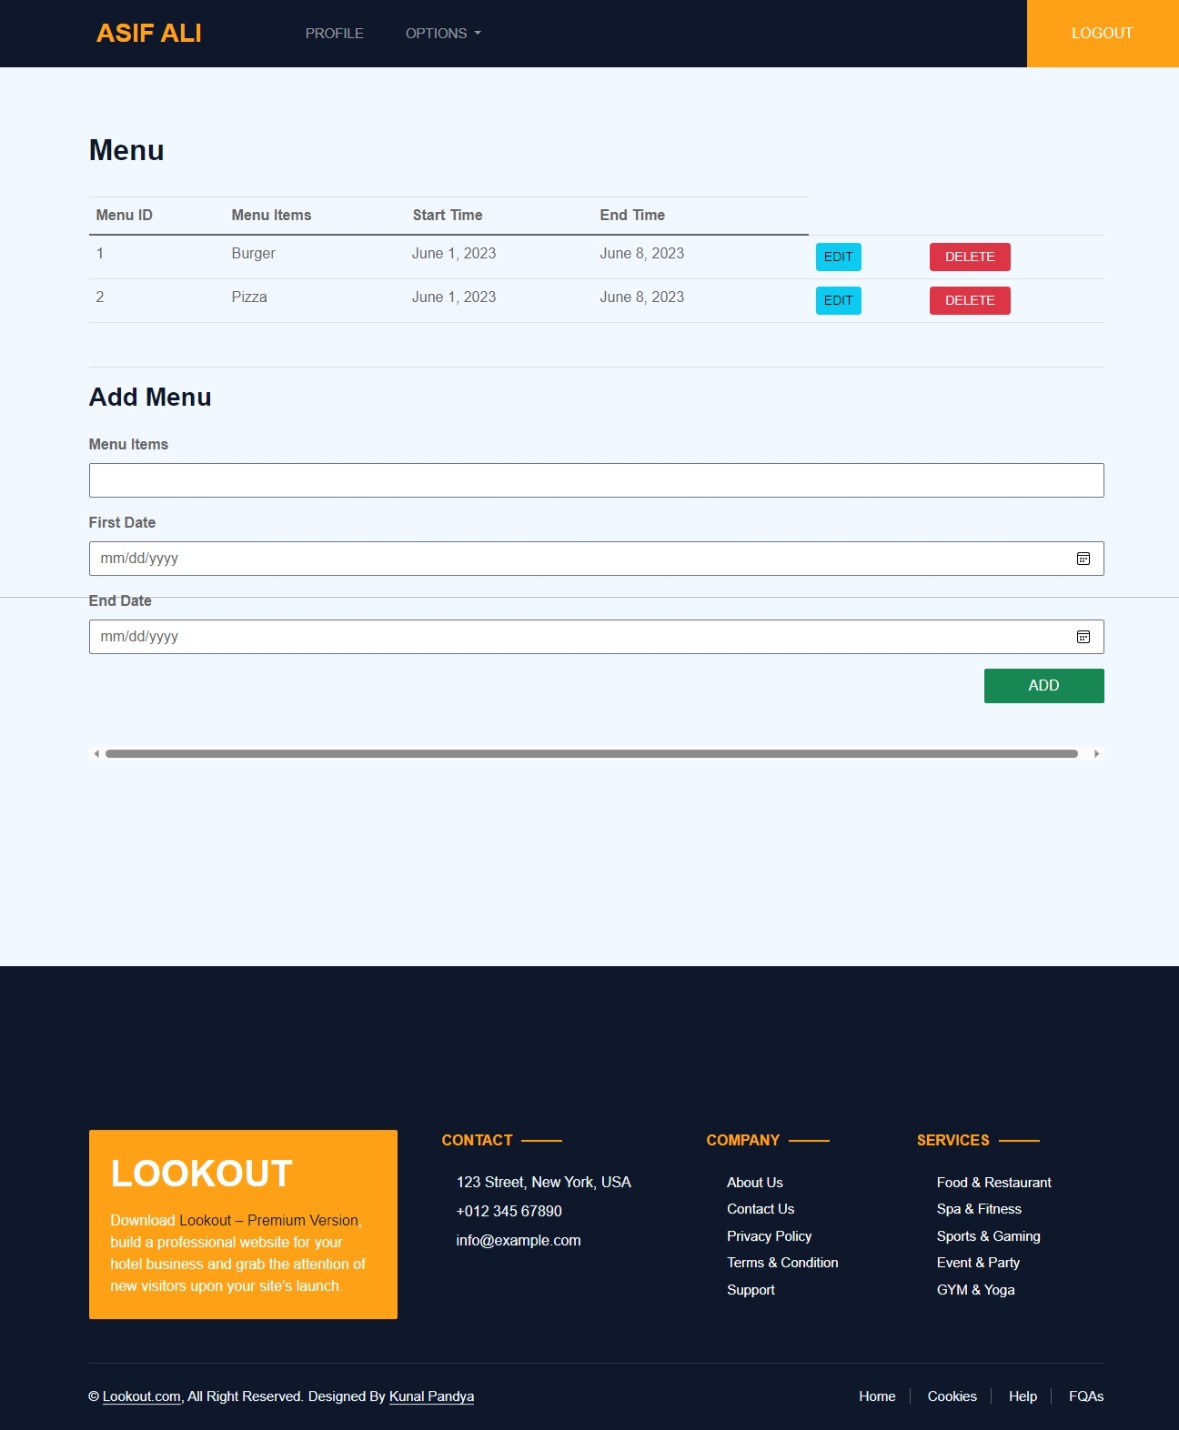 ASIF ALI PROFILE OPTIONS LOGOUT
Menu
Menu ID Menu Items Start Time End Time
1 Burger June 1, 2023 June 8, 2023 EDIT DELETE
2 Pizza June 1, 2023 June 8, 2023 EDIT DELETE
Add Menu
Menu Items
First Date
mm/dd/yyyy
End Date
mm/dd/yyyy
ADD
LOOKOUT
Download Lookout – Premium Version,
build a professional website for your
hotel business and grab the attention of
new visitors upon your site's launch.
CONTACT
123 Street, New York, USA
+012 345 67890
info@example.com
COMPANY
About Us
Contact Us
Privacy Policy
Terms & Condition
Support
SERVICES
Food & Restaurant
Spa & Fitness
Sports & Gaming
Event & Party
GYM & Yoga
© Lookout.com, All Right Reserved. Designed By Kunal Pandya
Home Cookies Help FQAs